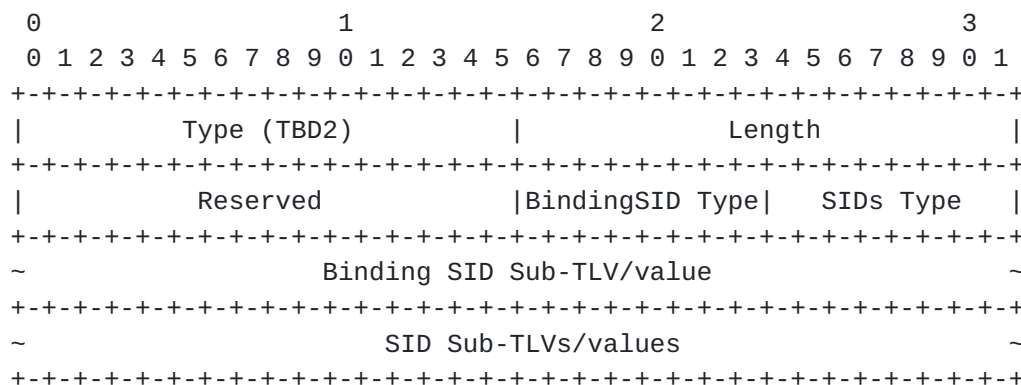 0                   1                   2                   3
 0 1 2 3 4 5 6 7 8 9 0 1 2 3 4 5 6 7 8 9 0 1 2 3 4 5 6 7 8 9 0 1
+-+-+-+-+-+-+-+-+-+-+-+-+-+-+-+-+-+-+-+-+-+-+-+-+-+-+-+-+-+-+-+-+
|          Type (TBD2)          |             Length            |
+-+-+-+-+-+-+-+-+-+-+-+-+-+-+-+-+-+-+-+-+-+-+-+-+-+-+-+-+-+-+-+-+
|           Reserved            |BindingSID Type|   SIDs Type   |
+-+-+-+-+-+-+-+-+-+-+-+-+-+-+-+-+-+-+-+-+-+-+-+-+-+-+-+-+-+-+-+-+
~                   Binding SID Sub-TLV/value                   ~
+-+-+-+-+-+-+-+-+-+-+-+-+-+-+-+-+-+-+-+-+-+-+-+-+-+-+-+-+-+-+-+-+
~                       SID Sub-TLVs/values                     ~
+-+-+-+-+-+-+-+-+-+-+-+-+-+-+-+-+-+-+-+-+-+-+-+-+-+-+-+-+-+-+-+-+